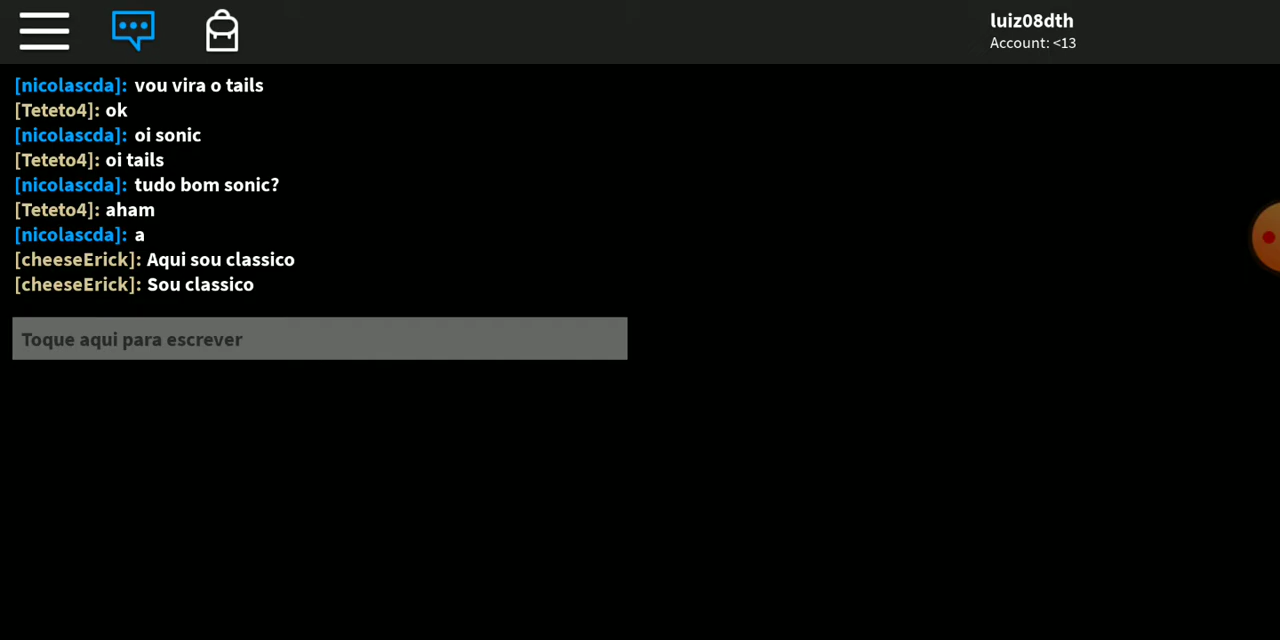 luiz08dth
Account: <13
[nicolascda]: vou vira o tails
[Teteto4]: ok
[nicolascda]: oi sonic
[Teteto4]: oi tails
[nicolascda]: tudo bom sonic?
[Teteto4]: aham
[nicolascda]: a
[cheeseErick]: Aqui sou classico
[cheeseErick]: Sou classico
Toque aqui para escrever